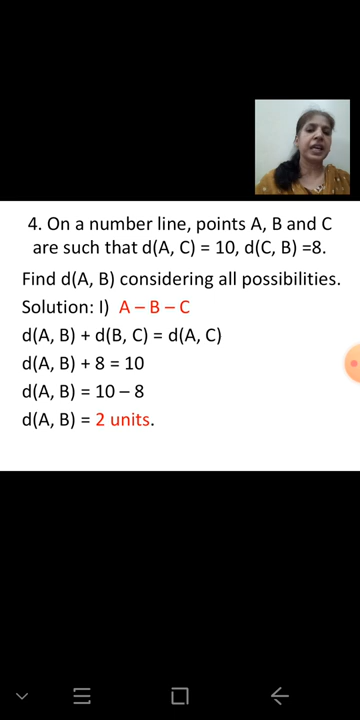 4. On a number line, points A, B and C
are such that d(A, C) = 10, d(C, B) =8.
Find d(A, B) considering all possibilities.
Solution: I) A – B – C
d(A, B) + d(B, C) = d(A, C)
d(A, B) + 8 = 10
d(A, B) = 10 – 8
d(A, B) = 2 units.